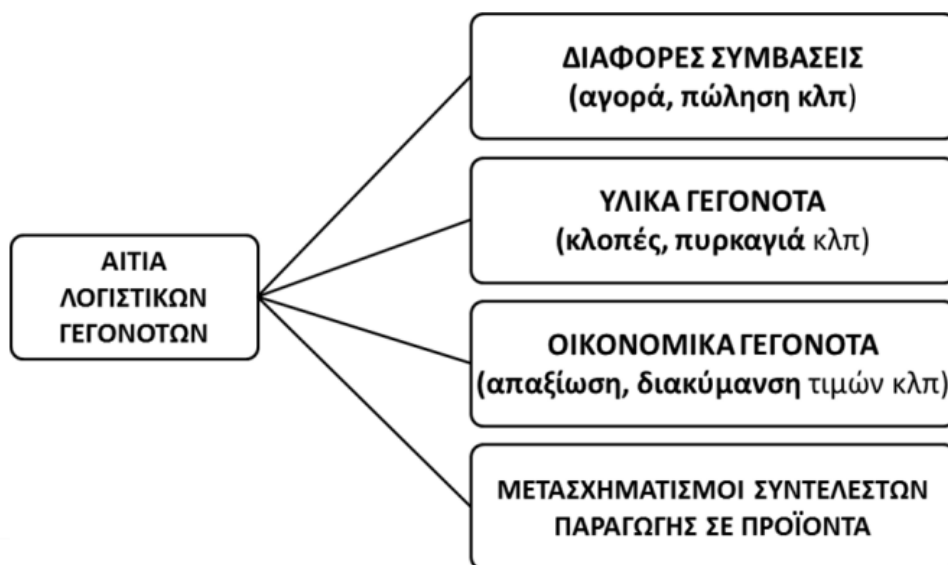 ΔΙΑΦΟΡΕΣ ΣΥΜΒΑΣΕΙΣ
(αγορά, πώληση κλπ)
ΥΛΙΚΑ ΓΕΓΟΝΟΤΑ
(κλοπές, πυρκαγιά κλπ)
ΑΙΤΙΑ
ΛΟΓΙΣΤΙΚΩΝ
ΓΕΓΟΝΟΤΩΝ
ΟΙΚΟΝΟΜΙΚΑ ΓΕΓΟΝΟΤΑ
(απαξίωση, διακύμανση τιμών κλπ)
ΜΕΤΑΣΧΗΜΑΤΙΣΜΟΙ ΣΥΝΤΕΛΕΣΤΩΝ
ΠΑΡΑΓΩΓΗΣ ΣΕ ΠΡΟΪΟΝΤΑ